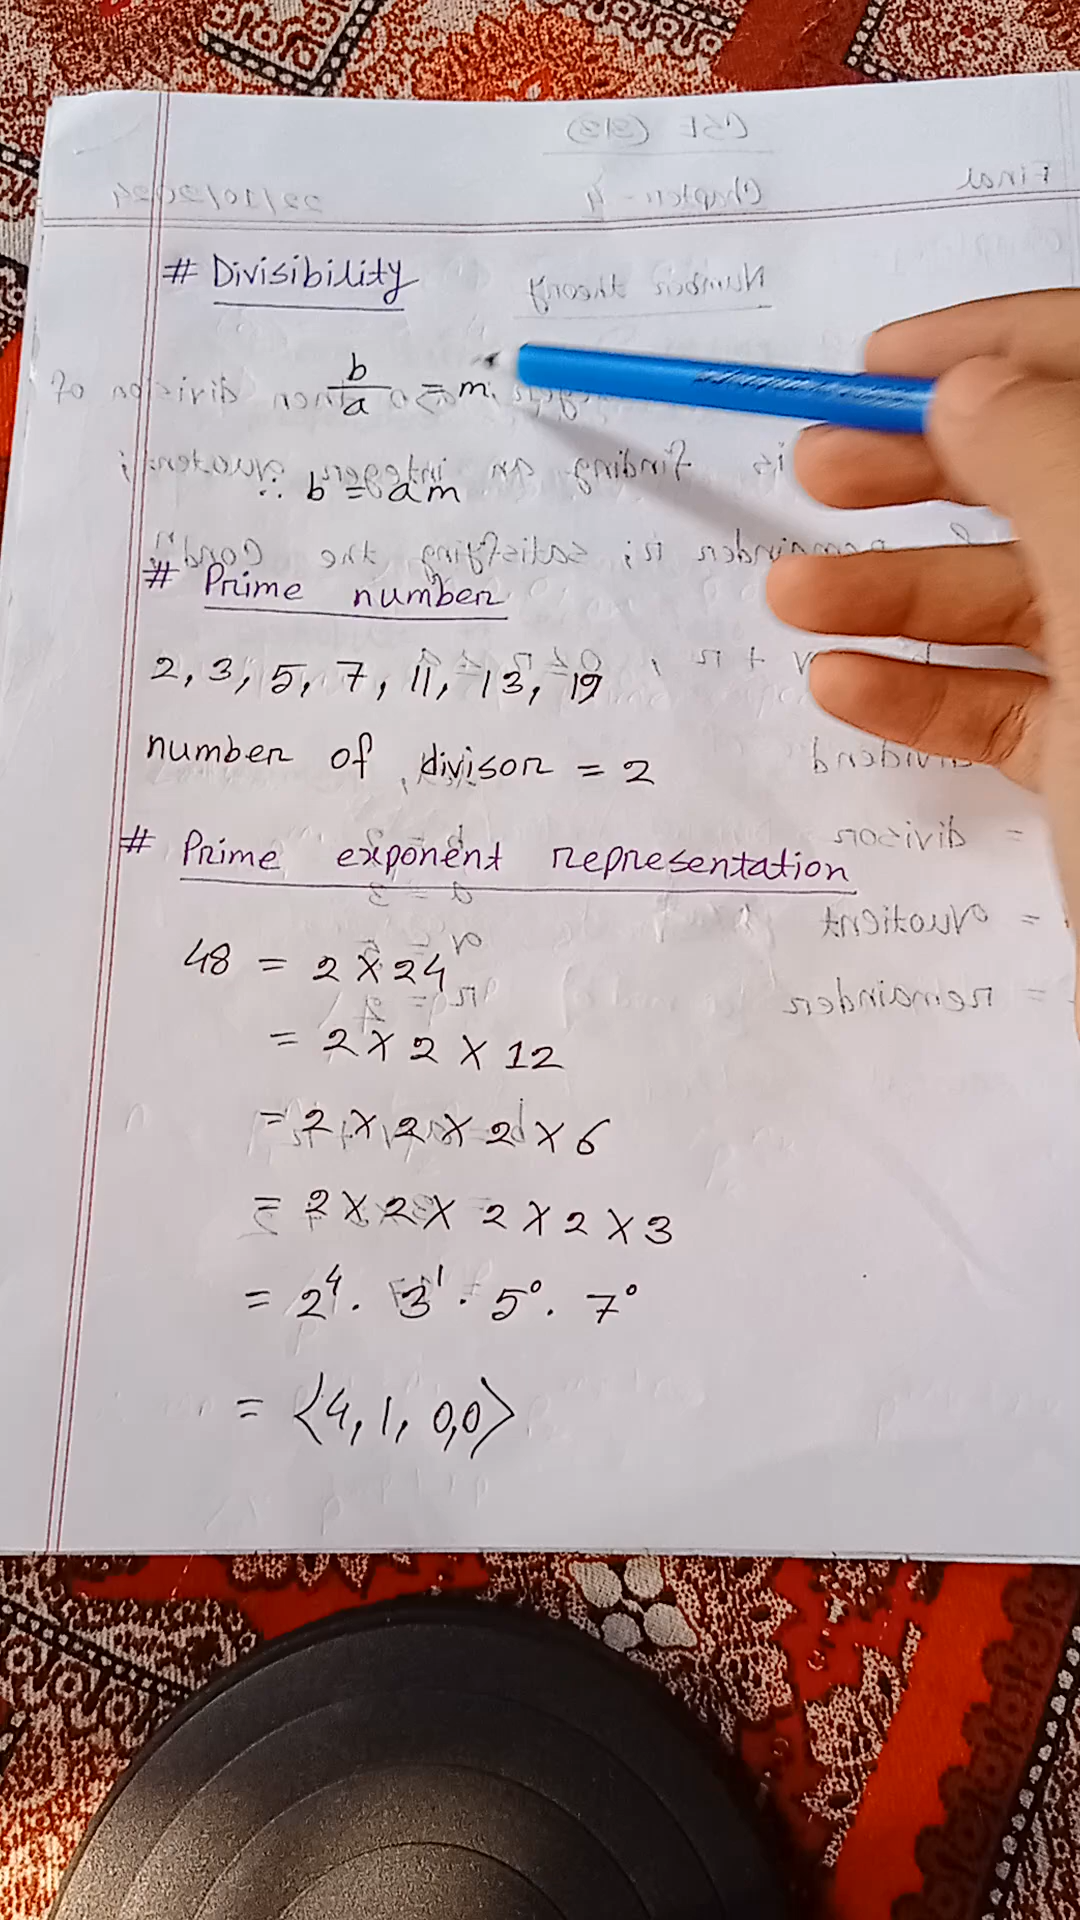 # Divisibility
b/a = m
∴ b = am
# Prime number
2, 3, 5, 7, 11, 13, 19
number of divisor = 2
# Prime exponent representation
48 = 2 × 24
= 2 × 2 × 12
= 2 × 2 × 2 × 6
= 2 × 2 × 2 × 2 × 3
= 2⁴ · 3¹ · 5⁰ · 7⁰
= ⟨4, 1, 0,0⟩